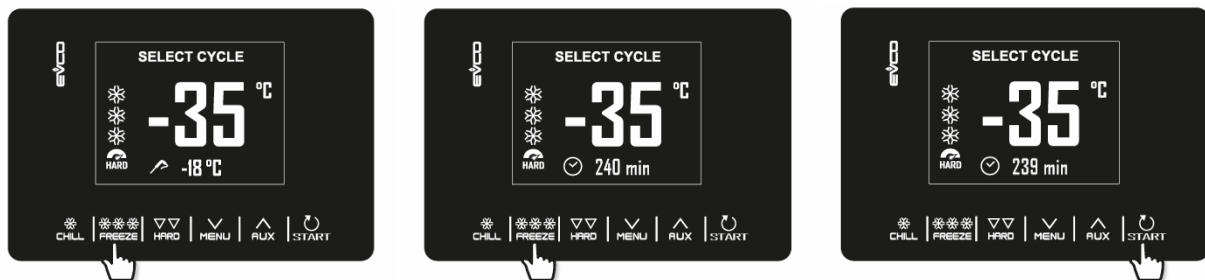 EVCO
SELECT CYCLE
-35 °C
HARD
-18 °C
CHILL FREEZE HARD MENU AUX START
EVCO
SELECT CYCLE
-35 °C
HARD
240 min
CHILL FREEZE HARD MENU AUX START
EVCO
SELECT CYCLE
-35 °C
HARD
239 min
CHILL FREEZE HARD MENU AUX START